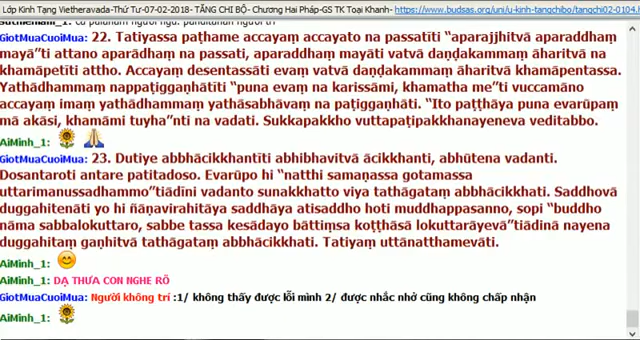 Lớp Kinh Tạng Vietheravada-Thứ Tư-07-02-2018- TĂNG CHI BỘ- Chương Hai Pháp-GS TK Toại Khanh- https://www.budsas.org/uni/u-kinh-tangchibo/tangchi02-0104.
GiotMuaCuoiMua: 22. Tatiyassa paṭhame accayaṃ accayato na passatīti “aparajjhitvā aparaddhaṃ
mayā”ti attano aparādhaṃ na passati, aparaddhaṃ mayāti vatvā daṇḍakammaṃ āharitvā na
khamāpetīti attho. Accayaṃ desentassāti evaṃ vatvā daṇḍakammaṃ āharitvā khamāpentassa.
Yathādhammaṃ nappaṭiggaṇhātīti “puna evaṃ na karissāmi, khamatha me”ti vuccamāno
accayaṃ imaṃ yathādhammaṃ yathāsabhāvaṃ na paṭiggaṇhāti. “Ito paṭṭhāya puna evarūpaṃ
mā akāsi, khamāmi tuyha”nti na vadati. Sukkapakkho vuttapaṭipakkhanayeneva veditabbo.
AiMinh_1:
GiotMuaCuoiMua: 23. Dutiye abbhācikkhantīti abhibhavitvā ācikkhanti, abhūtena vadanti.
Dosantaroti antare patitadoso. Evarūpo hi “natthi samaṇassa gotamassa
uttarimanussadhammo”tiādīni vadanto sunakkhatto viya tathāgataṃ abbhācikkhati. Saddhovā
duggahitenāti yo hi ñāṇavirahitāya saddhāya atisaddho hoti muddhappasanno, sopi “buddho
nāma sabbalokuttaro, sabbe tassa kesādayo bāttiṃsa koṭṭhāsā lokuttarāyevā”tiādinā nayena
duggahitaṃ gaṇhitvā tathāgataṃ abbhācikkhati. Tatiyaṃ uttānatthamevāti.
AiMinh_1:
AiMinh_1: DẠ THƯA CON NGHE RÕ
GiotMuaCuoiMua: Người không trí :1/ không thấy được lỗi mình 2/ được nhắc nhở cũng không chấp nhận
AiMinh_1: